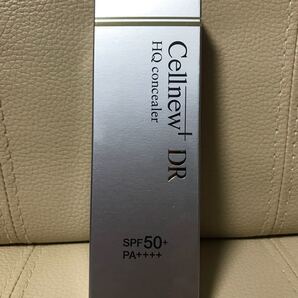 Cellnew+ DR
HQ concealer
SPF50+
PA++++